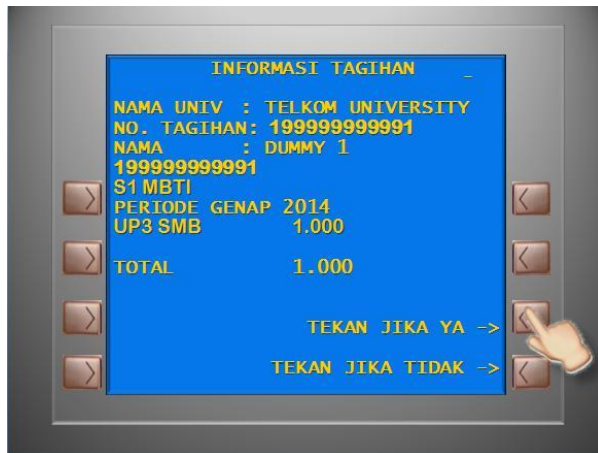 INFORMASI TAGIHAN _
NAMA UNIV : TELKOM UNIVERSITY
NO. TAGIHAN: 199999999991
NAMA : DUMMY 1
199999999991
S1 MBTI
PERIODE GENAP 2014
UP3 SMB 1.000
TOTAL 1.000
TEKAN JIKA YA ->
TEKAN JIKA TIDAK ->